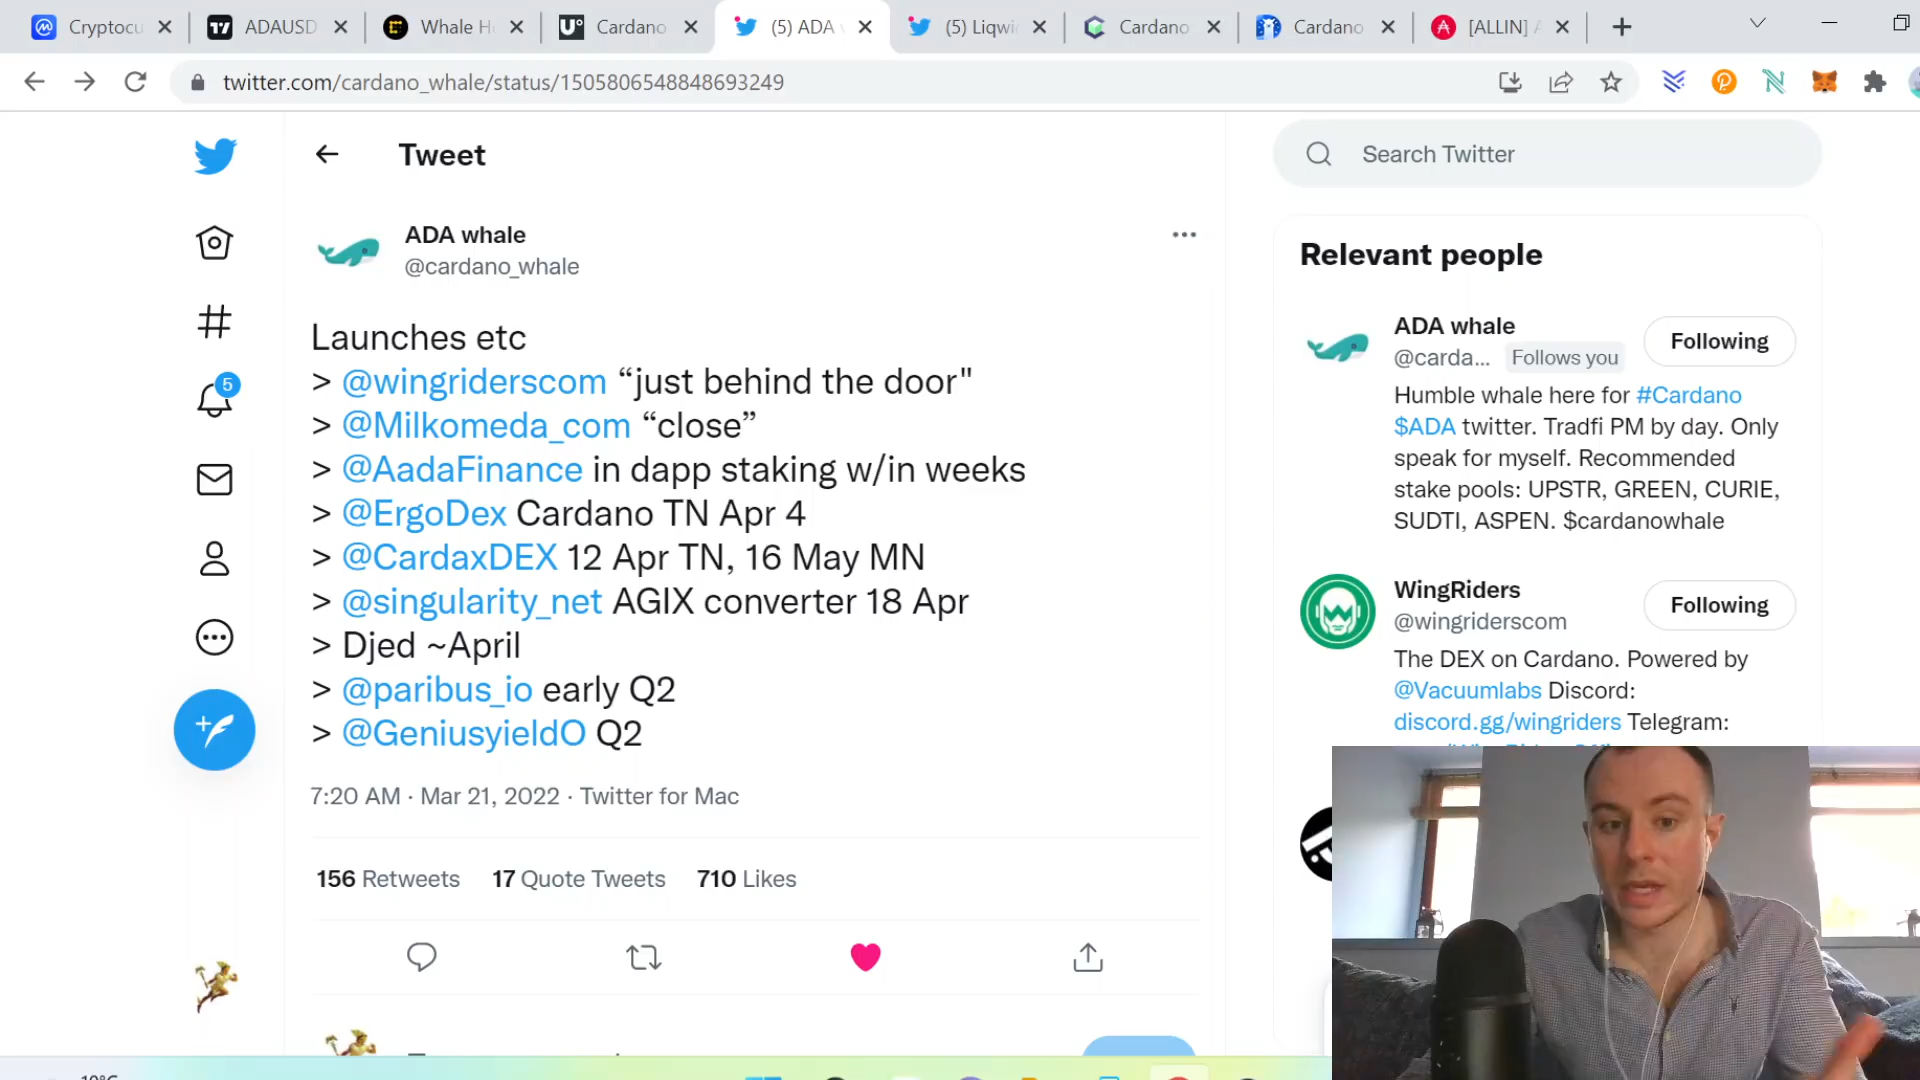 Cryptocu
ADAUSD
Whale H
Cardano
(5) ADA
(5) Liqwi
Cardano
Cardano
[ALLIN] A
twitter.com/cardano_whale/status/1505806548848693249
Tweet
Search Twitter
ADA whale
@cardano_whale
Launches etc
> @wingriderscom “just behind the door"
> @Milkomeda_com “close”
> @AadaFinance in dapp staking w/in weeks
> @ErgoDex Cardano TN Apr 4
> @CardaxDEX 12 Apr TN, 16 May MN
> @singularity_net AGIX converter 18 Apr
> Djed ~April
> @paribus_io early Q2
> @GeniusyieldO Q2
7:20 AM · Mar 21, 2022 · Twitter for Mac
156 Retweets 17 Quote Tweets 710 Likes
5
Relevant people
ADA whale
@carda... Follows you
Following
Humble whale here for #Cardano
$ADA twitter. Tradfi PM by day. Only
speak for myself. Recommended
stake pools: UPSTR, GREEN, CURIE,
SUDTI, ASPEN. $cardanowhale
WingRiders
@wingriderscom
Following
The DEX on Cardano. Powered by
@Vacuumlabs Discord:
discord.gg/wingriders Telegram: